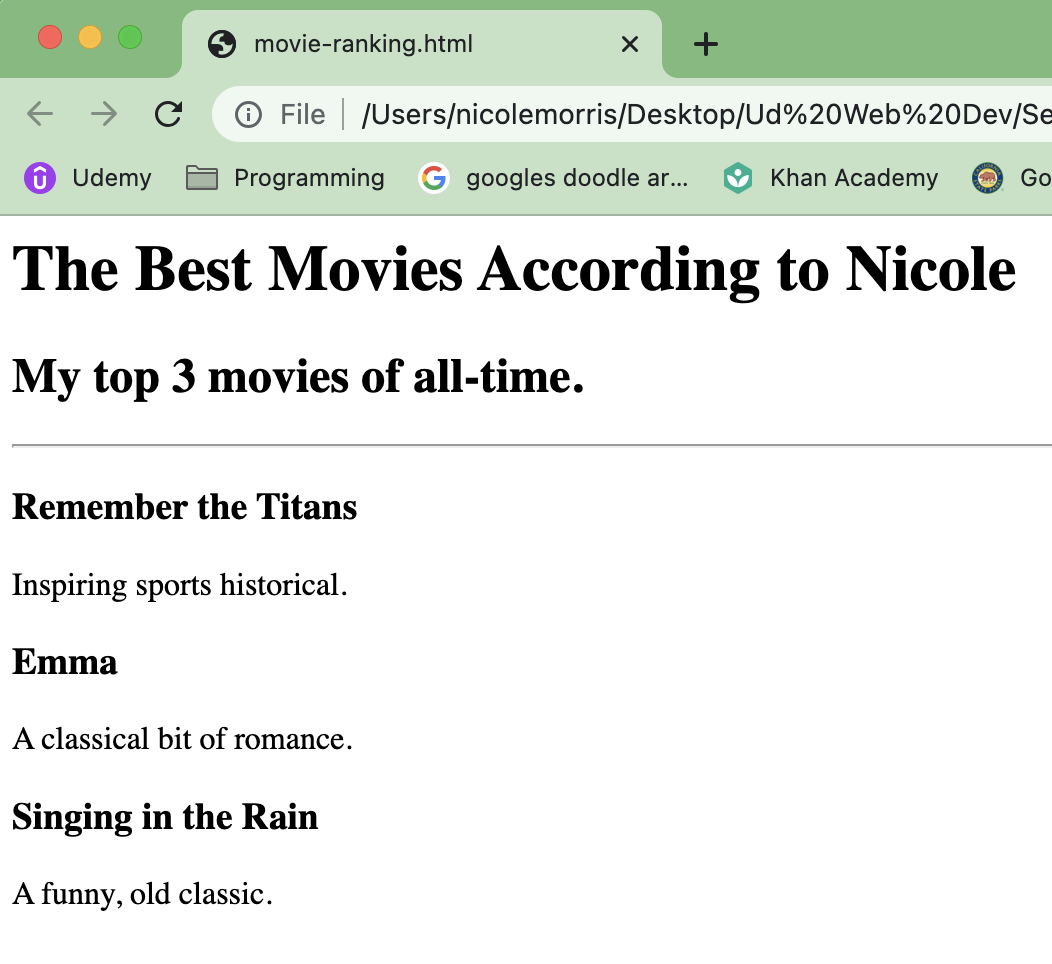 movie-ranking.html
File /Users/nicolemorris/Desktop/Ud%20Web%20Dev/Se
Udemy Programming googles doodle ar... Khan Academy Go
The Best Movies According to Nicole
My top 3 movies of all-time.
Remember the Titans
Inspiring sports historical.
Emma
A classical bit of romance.
Singing in the Rain
A funny, old classic.